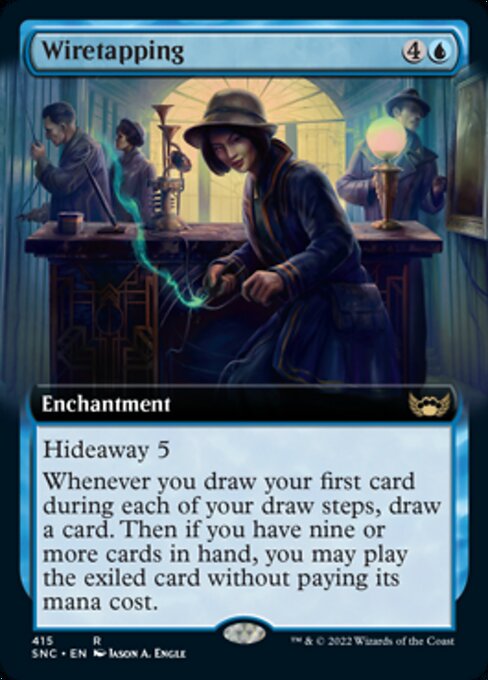 Wiretapping 4
Enchantment
Hideaway 5
Whenever you draw your first card
during each of your draw steps, draw
a card. Then if you have nine or
more cards in hand, you may play
the exiled card without paying its
mana cost.
415 R
SNC • EN Jason A. Engle
™ & © 2022 Wizards of the Coast